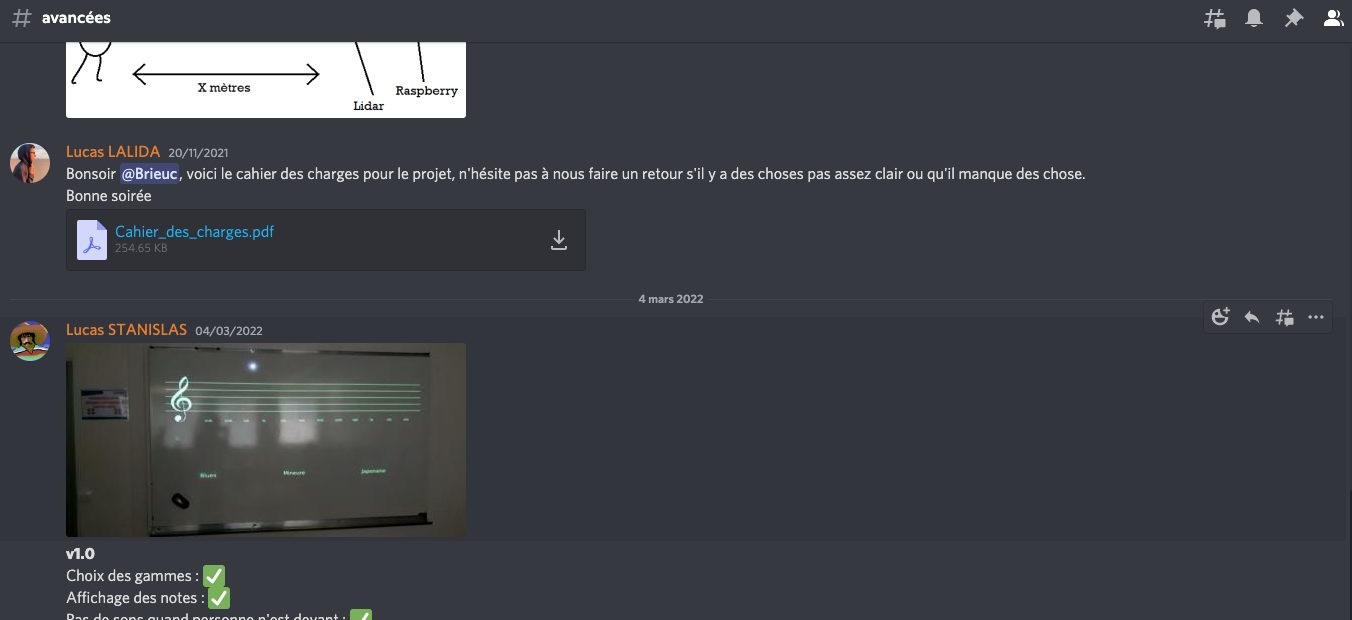 # avancées
X mètres
Lidar
Raspberry
Lucas LALIDA 20/11/2021
Bonsoir @Brieuc, voici le cahier des charges pour le projet, n'hésite pas à nous faire un retour s'il y a des choses pas assez clair ou qu'il manque des chose.
Bonne soirée
Cahier_des_charges.pdf
254.65 KB
4 mars 2022
Lucas STANISLAS 04/03/2022
Blues
Mineure
Japonaise
v1.0
Choix des gammes : ✅
Affichage des notes : ✅
Pas de sons quand personne n'est devant : ✅